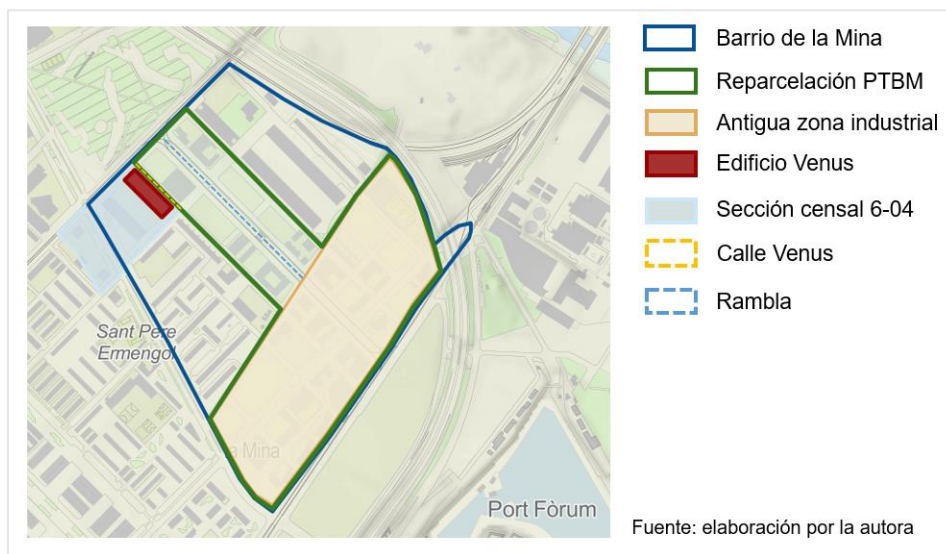 Barrio de la Mina
Reparcelación PTBM
Antigua zona industrial
Edificio Venus
Sección censal 6-04
Calle Venus
Rambla
Sant Pere
Ermengol
la Mina
Port Fòrum
Fuente: elaboración por la autora